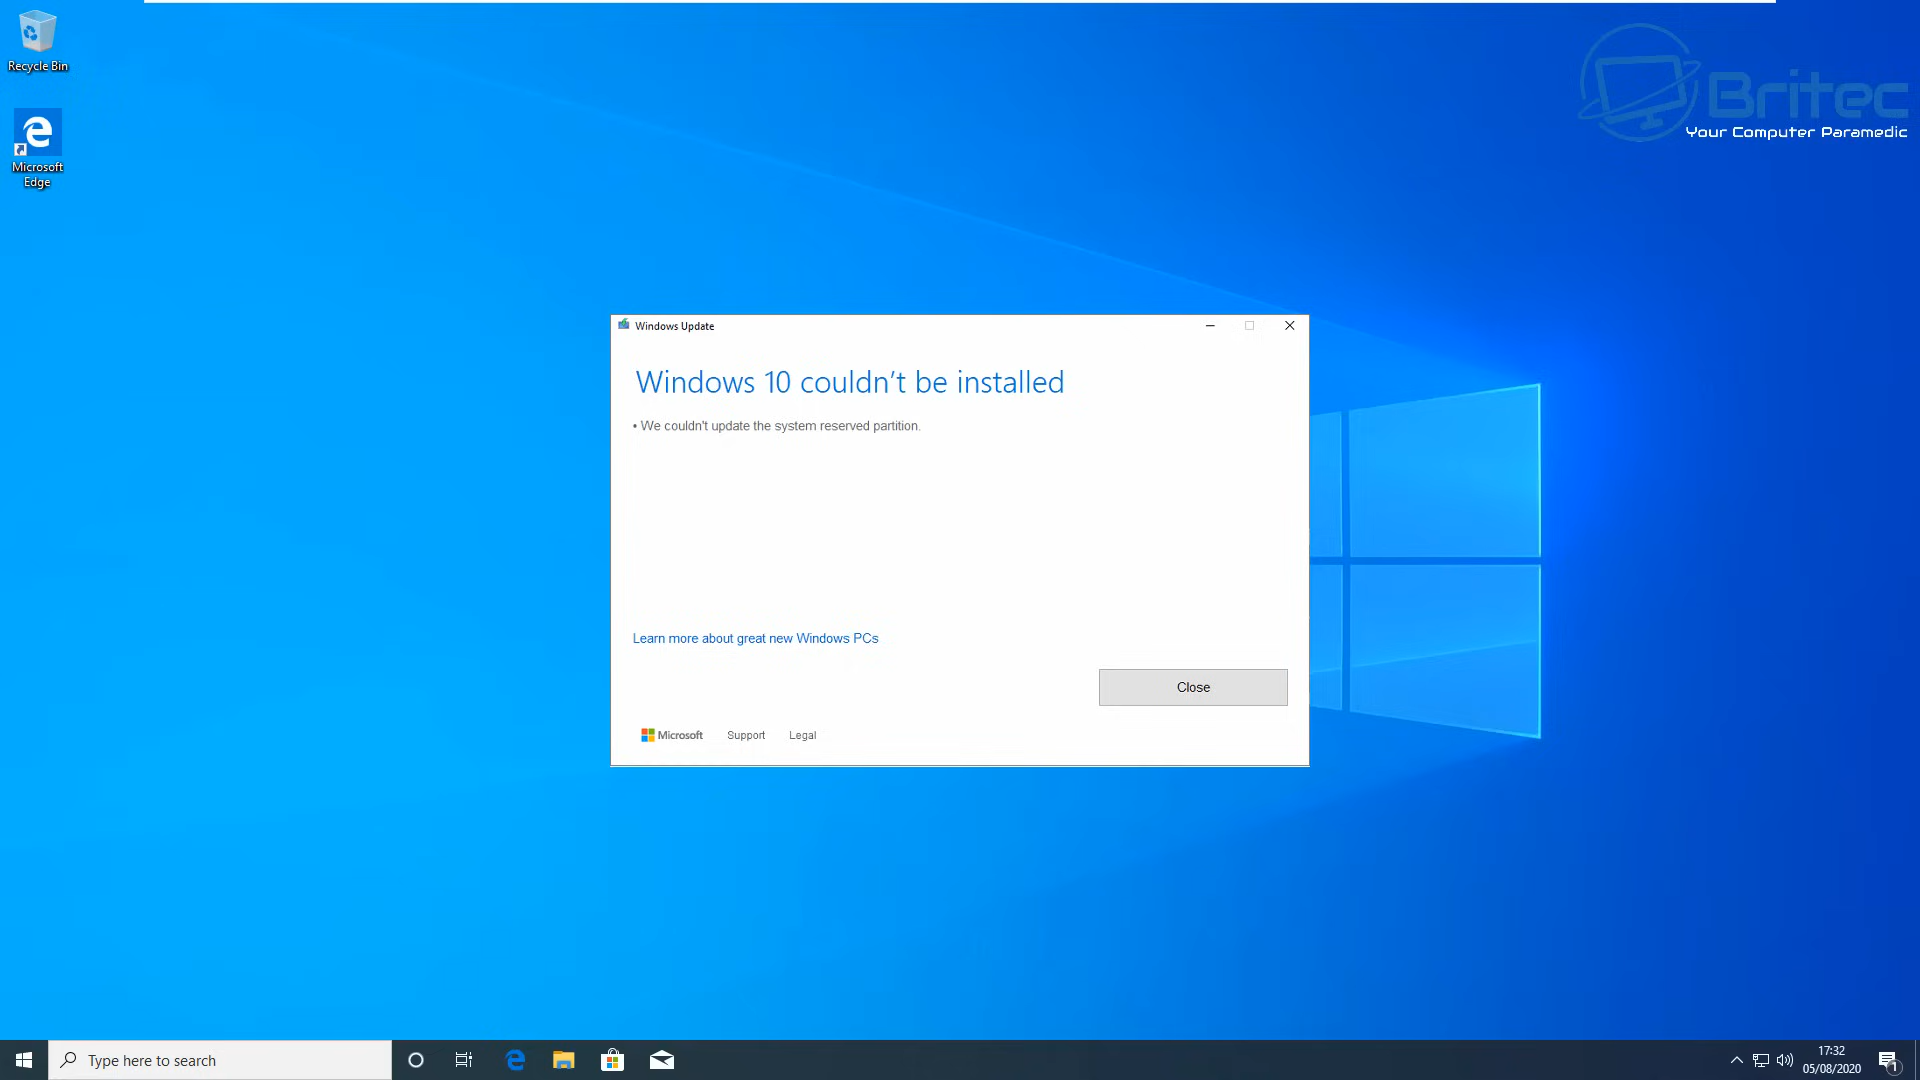 Recycle Bin
Microsoft
Edge
Britec
Your Computer Paramedic
Windows Update
Windows 10 couldn't be installed
• We couldn't update the system reserved partition.
Learn more about great new Windows PCs
Close
Microsoft Support Legal
Type here to search
17:32
05/08/2020
1